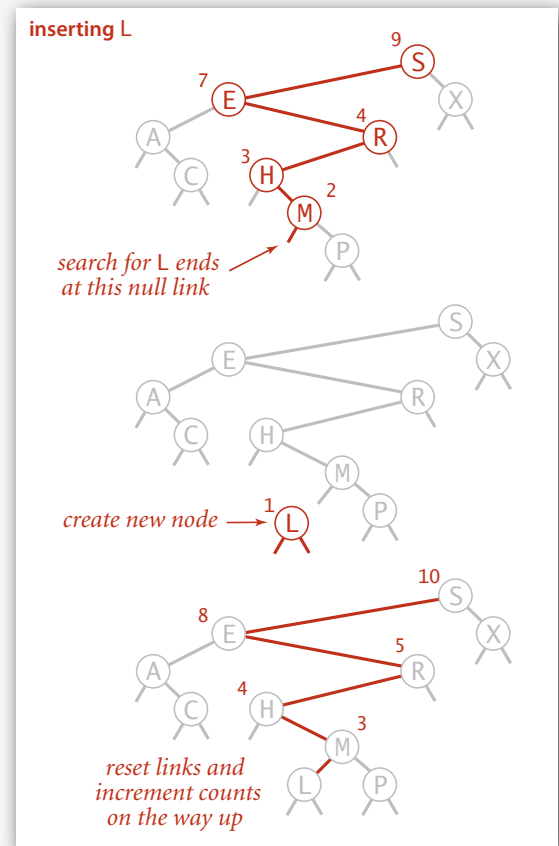 inserting L
9
S
7
E
X
4
A
R
3
C
H
2
M
P
search for L ends
at this null link
S
E
X
A
R
C
H
M
P
create new node
1
L
10
S
8
E
X
5
A
R
4
C
H
3
M
L
P
reset links and
increment counts
on the way up